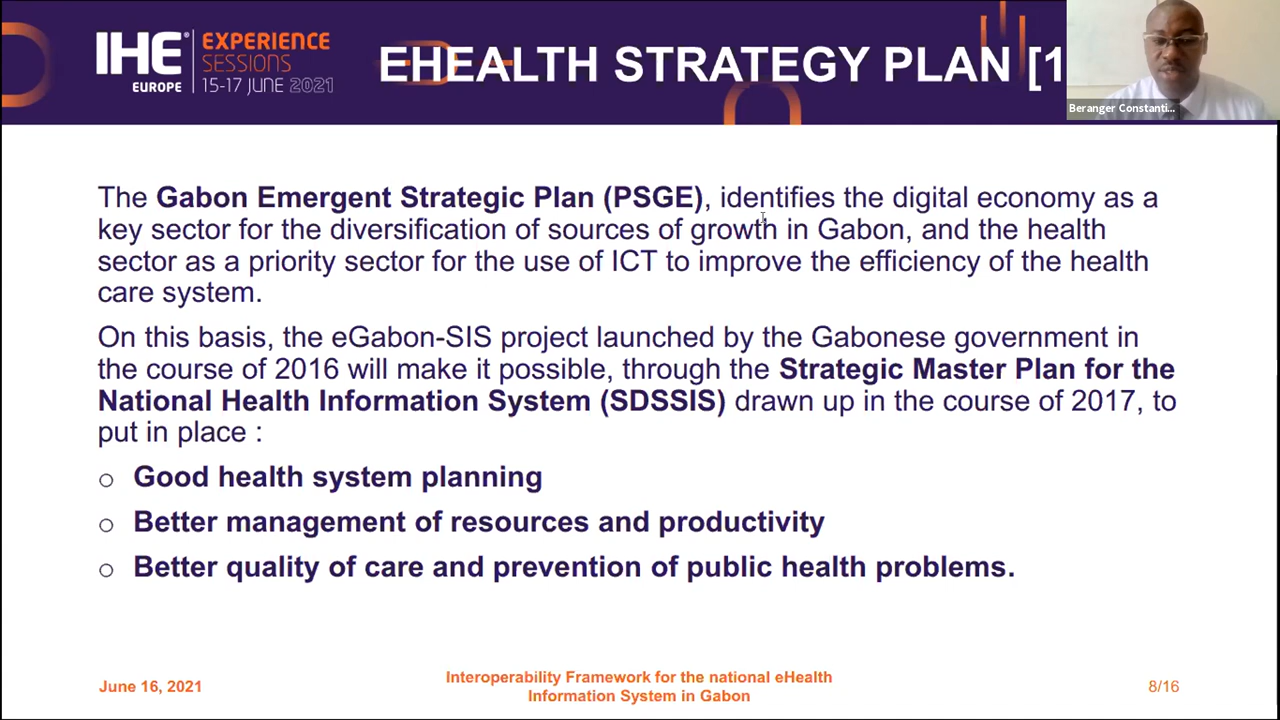 IHE
EUROPE
EXPERIENCE
SESSIONS
15-17 JUNE 2021
EHEALTH STRATEGY PLAN [1
Beranger Constanti...
The Gabon Emergent Strategic Plan (PSGE), identifies the digital economy as a
key sector for the diversification of sources of growth in Gabon, and the health
sector as a priority sector for the use of ICT to improve the efficiency of the health
care system.
On this basis, the eGabon-SIS project launched by the Gabonese government in
the course of 2016 will make it possible, through the Strategic Master Plan for the
National Health Information System (SDSSIS) drawn up in the course of 2017, to
put in place :
o Good health system planning
o Better management of resources and productivity
o Better quality of care and prevention of public health problems.
June 16, 2021
Interoperability Framework for the national eHealth
Information System in Gabon
8/16